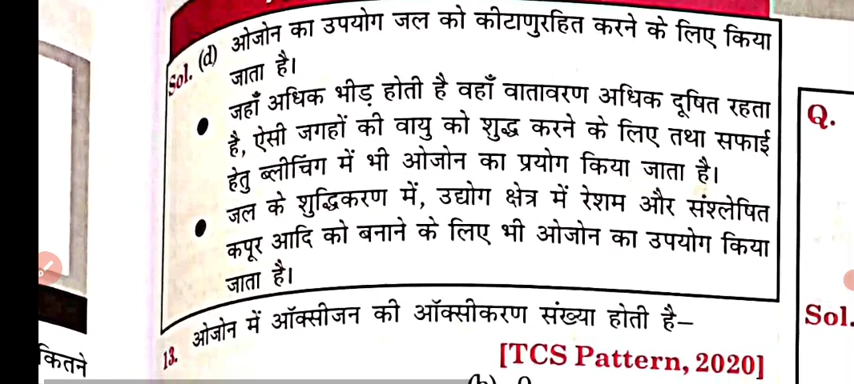 Sol. (d) ओजोन का उपयोग जल को कीटाणुरहित करने के लिए किया
जाता है।
● जहाँ अधिक भीड़ होती है वहाँ वातावरण अधिक दूषित रहता
है, ऐसी जगहों की वायु को शुद्ध करने के लिए तथा सफाई
हेतु ब्लीचिंग में भी ओजोन का प्रयोग किया जाता है।
● जल के शुद्धिकरण में, उद्योग क्षेत्र में रेशम और संश्लेषित
कपूर आदि को बनाने के लिए भी ओजोन का उपयोग किया
जाता है।
13. ओजोन में ऑक्सीजन की ऑक्सीकरण संख्या होती है–
[TCS Pattern, 2020]
कितने
Q.
Sol.